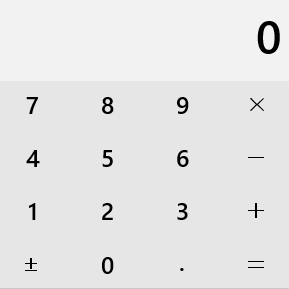 0
7 8 9 ×
4 5 6 −
1 2 3 +
± 0 . =